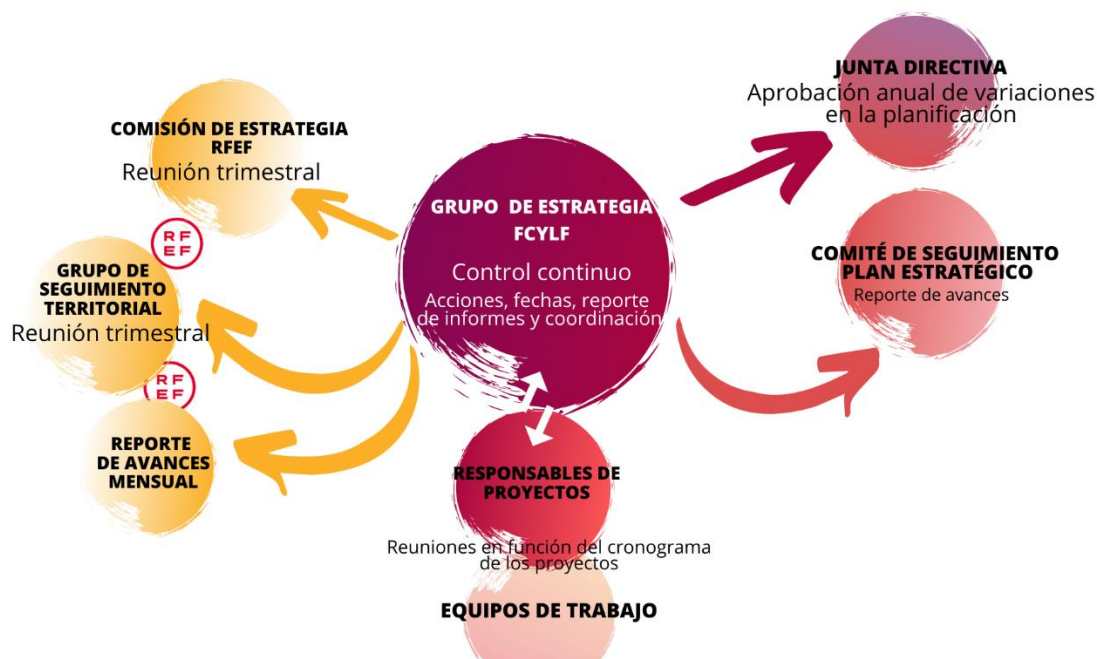 JUNTA DIRECTIVA
Aprobación anual de variaciones
en la planificación
COMISIÓN DE ESTRATEGIA
RFEF
Reunión trimestral
GRUPO DE ESTRATEGIA
FCYLF
Control continuo
Acciones, fechas, reporte
de informes y coordinación
COMITÉ DE SEGUIMIENTO
PLAN ESTRATÉGICO
Reporte de avances
RF
EF
GRUPO DE
SEGUIMIENTO
TERRITORIAL
Reunión trimestral
RF
EF
REPORTE
DE AVANCES
MENSUAL
RESPONSABLES DE
PROYECTOS
Reuniones en función del cronograma
de los proyectos
EQUIPOS DE TRABAJO